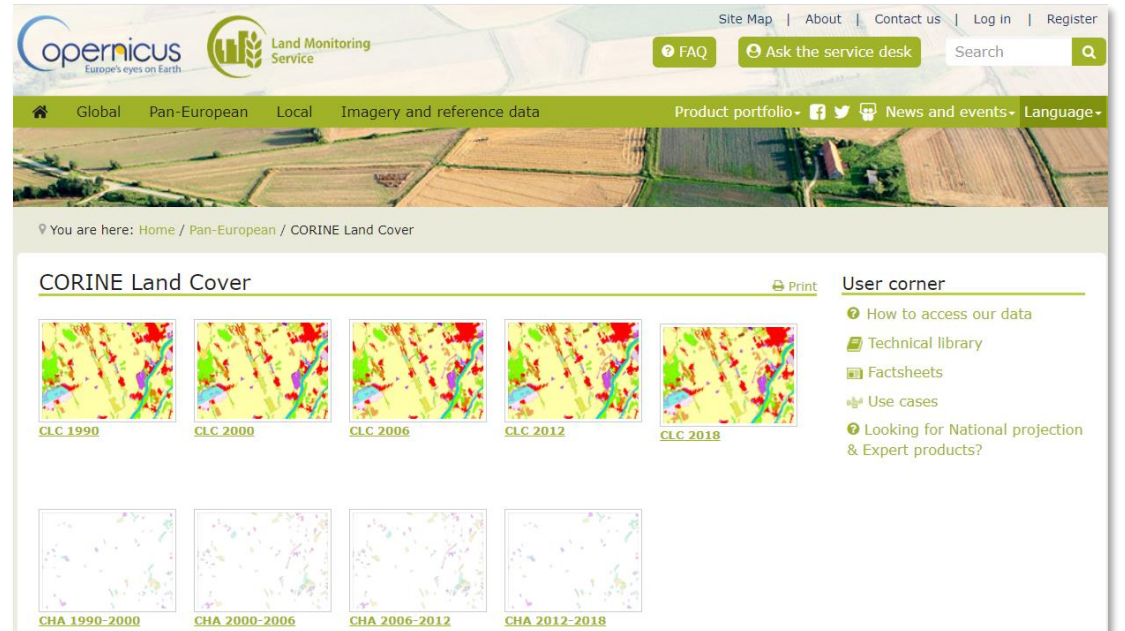 Site Map | About | Contact us | Log in | Register
Copernicus
Europe's eyes on Earth
Land Monitoring
Service
FAQ
Ask the service desk
Search
Global Pan-European Local Imagery and reference data Product portfolio News and events Language
You are here: Home / Pan-European / CORINE Land Cover
CORINE Land Cover
Print
CLC 1990
CLC 2000
CLC 2006
CLC 2012
CLC 2018
CHA 1990-2000
CHA 2000-2006
CHA 2006-2012
CHA 2012-2018
User corner
How to access our data
Technical library
Factsheets
Use cases
Looking for National projection
& Expert products?